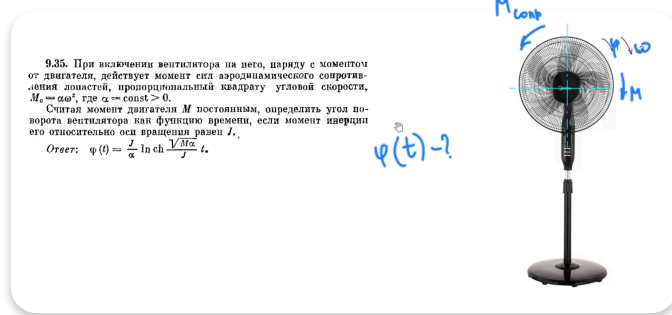 M сопр
φ ω
M
9.35. При включении вентилятора на него, наряду с моментом
от двигателя, действует момент сил аэродинамического сопротив-
ления лопастей, пропорциональный квадрату угловой скорости,
M_c = αω², где α = const > 0.
Считая момент двигателя M постоянным, определить угол по-
ворота вентилятора как функцию времени, если момент инерции
его относительно оси вращения равен J.
Ответ: φ (t) = J/α ln ch √Mα/J t.
φ(t) - ?